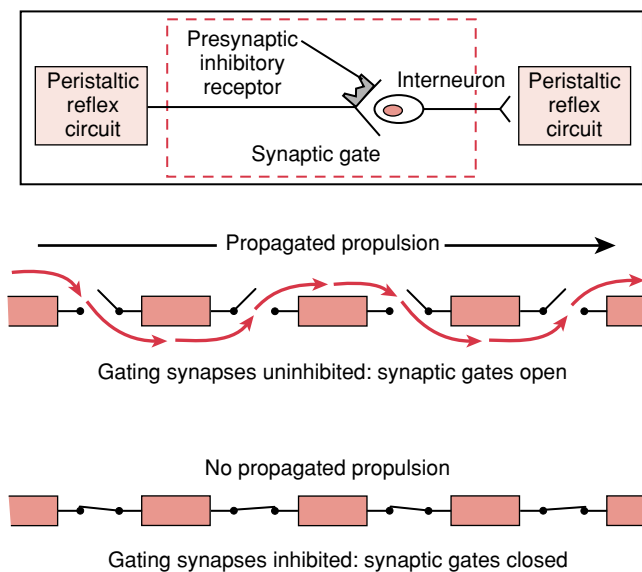 Presynaptic
inhibitory
receptor
Peristaltic
reflex
circuit
Interneuron
Peristaltic
reflex
circuit
Synaptic gate
Propagated propulsion
Gating synapses uninhibited: synaptic gates open
No propagated propulsion
Gating synapses inhibited: synaptic gates closed